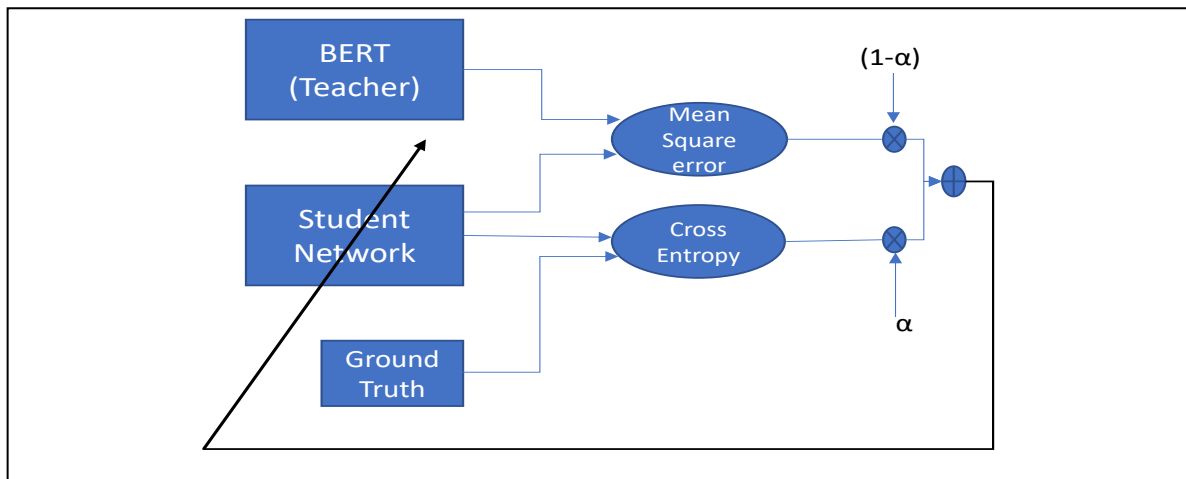 BERT
(Teacher)
(1-α)
Mean
Square
error
Student
Network
Cross
Entropy
α
Ground
Truth